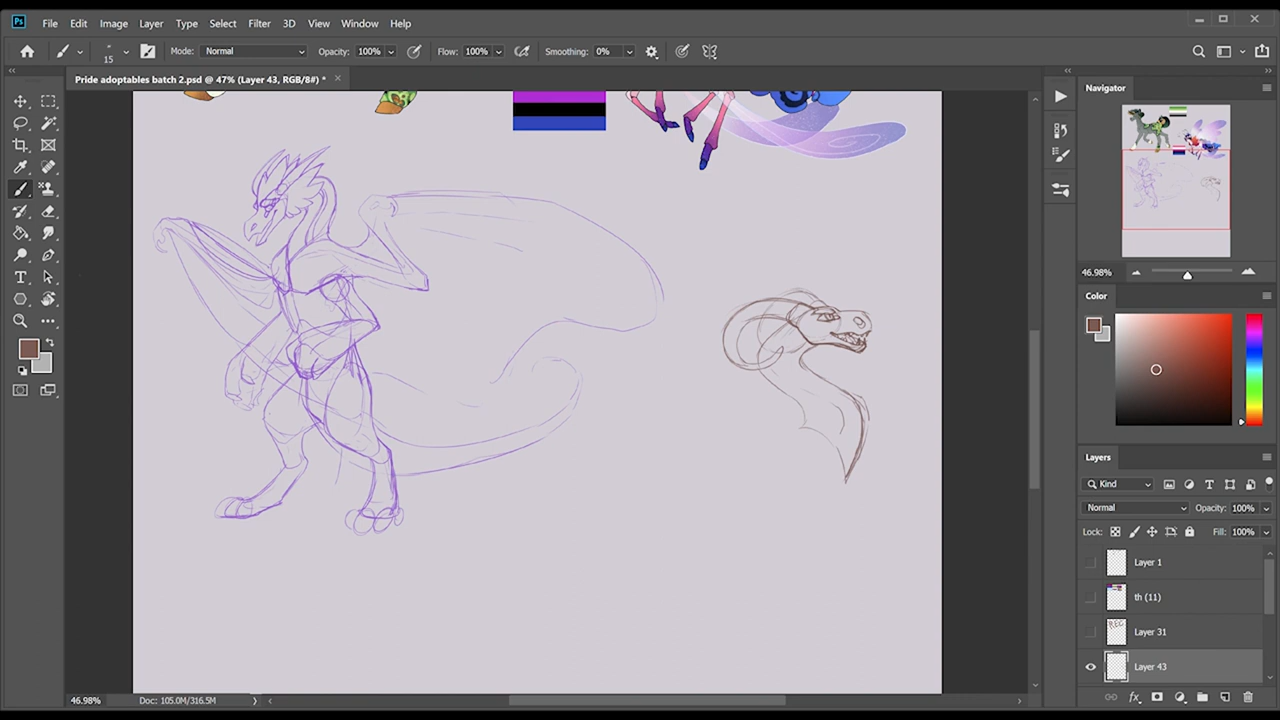 Ps File Edit Image Layer Type Select Filter 3D View Window Help
15 Mode: Normal Opacity: 100% Flow: 100% Smoothing: 0%
Pride adoptables batch 2.psd @ 47% (Layer 43, RGB/8#) *
Navigator
46.98%
Color
Layers
Kind
Normal Opacity: 100%
Lock: Fill: 100%
Layer 1
th (11)
REC
Layer 31
Layer 43
fx
46.98% Doc: 105.0M/316.5M